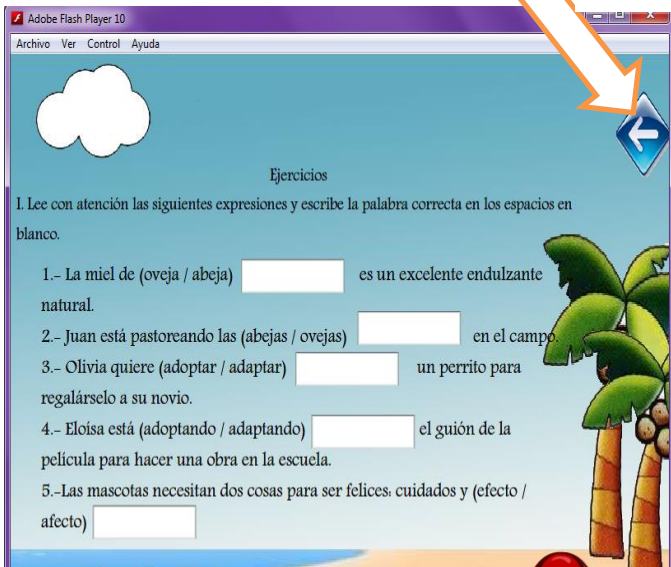 Adobe Flash Player 10
Archivo Ver Control Ayuda
Ejercicios
I. Lee con atención las siguientes expresiones y escribe la palabra correcta en los espacios en
blanco.
1.- La miel de (oveja / abeja) es un excelente endulzante
natural.
2.- Juan está pastoreando las (abejas / ovejas) en el campo.
3.- Olivia quiere (adoptar / adaptar) un perrito para
regalárselo a su novio.
4.- Eloísa está (adoptando / adaptando) el guión de la
película para hacer una obra en la escuela.
5.-Las mascotas necesitan dos cosas para ser felices: cuidados y (efecto /
afecto)